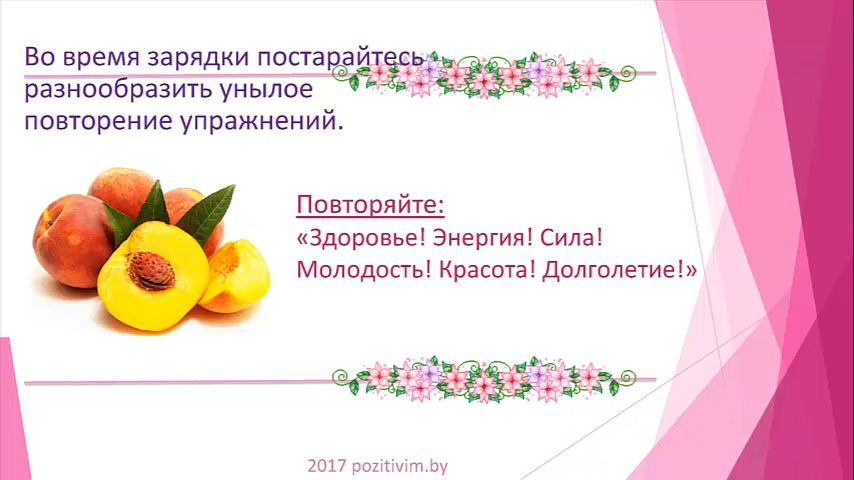 Во время зарядки постарайтесь
разнообразить унылое
повторение упражнений.
Повторяйте:
«Здоровье! Энергия! Сила!
Молодость! Красота! Долголетие!»
2017 pozitivim.by